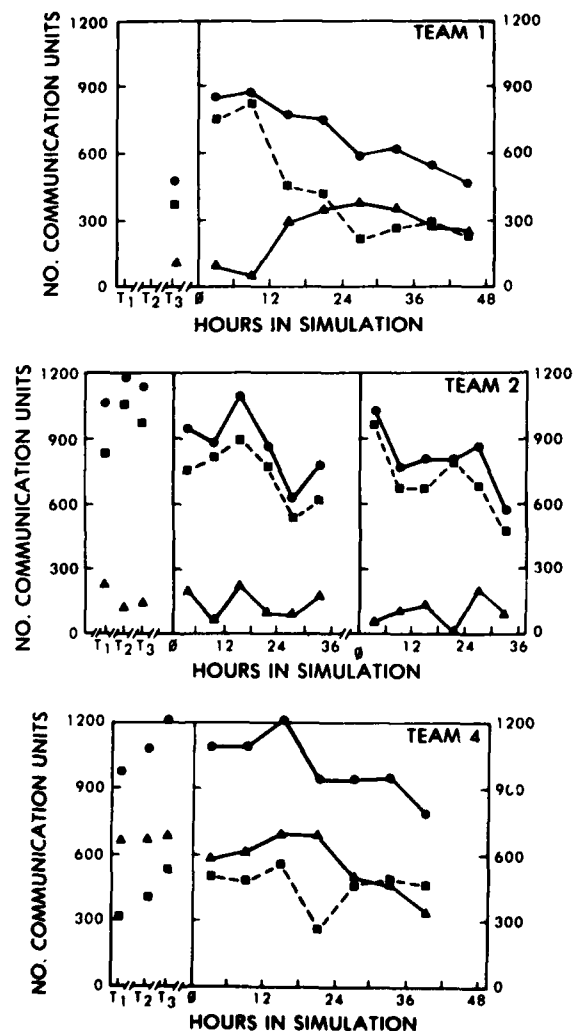 TEAM 1
NO. COMMUNICATION UNITS
1200 1200
900 900
600 600
300 300
0 0
T1 T2 T3 Ø 12 24 36 48
HOURS IN SIMULATION
TEAM 2
NO. COMMUNICATION UNITS
1200 1200
900 900
600 600
300 300
0 0
T1 T2 T3 Ø 12 24 36 Ø 12 24 36
HOURS IN SIMULATION
TEAM 4
NO. COMMUNICATION UNITS
1200 1200
900 900
600 600
300 300
0 0
T1 T2 T3 Ø 12 24 36 48
HOURS IN SIMULATION